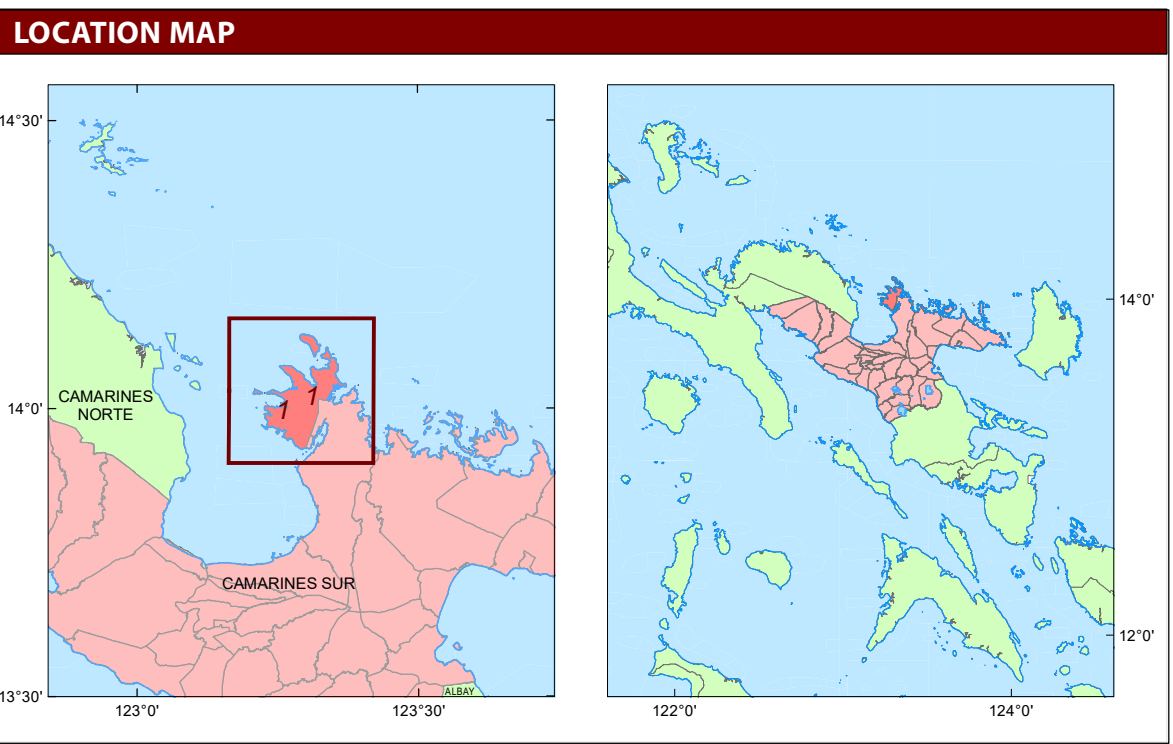 LOCATION MAP
14°30'
CAMARINES
NORTE
14°0'
1
1
CAMARINES SUR
ALBAY
13°30'
123°0'
123°30'
14°0'
12°0'
122°0'
124°0'